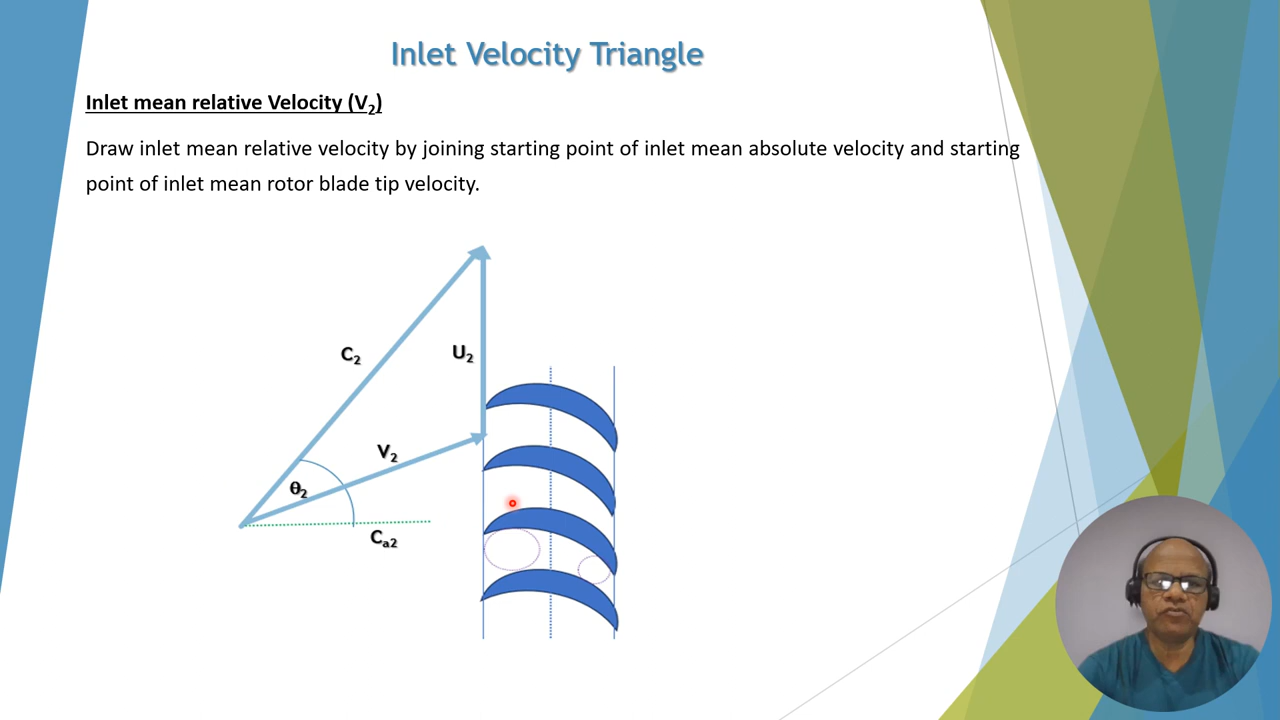 Inlet Velocity Triangle
Inlet mean relative Velocity (V₂)
Draw inlet mean relative velocity by joining starting point of inlet mean absolute velocity and starting
point of inlet mean rotor blade tip velocity.
C₂
U₂
V₂
θ₂
Cₐ₂